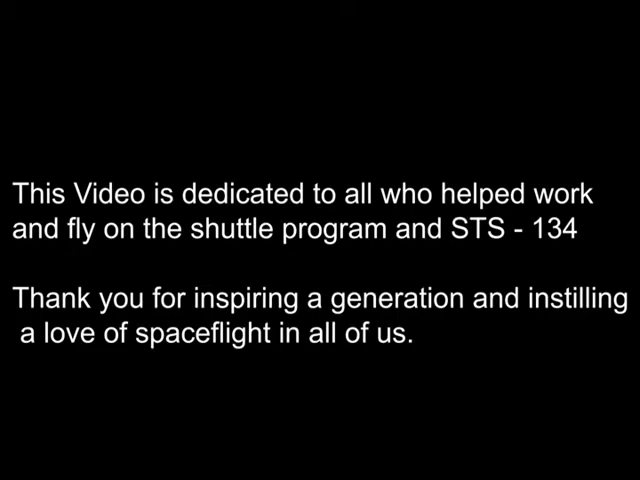 This Video is dedicated to all who helped work
and fly on the shuttle program and STS - 134
Thank you for inspiring a generation and instilling
a love of spaceflight in all of us.